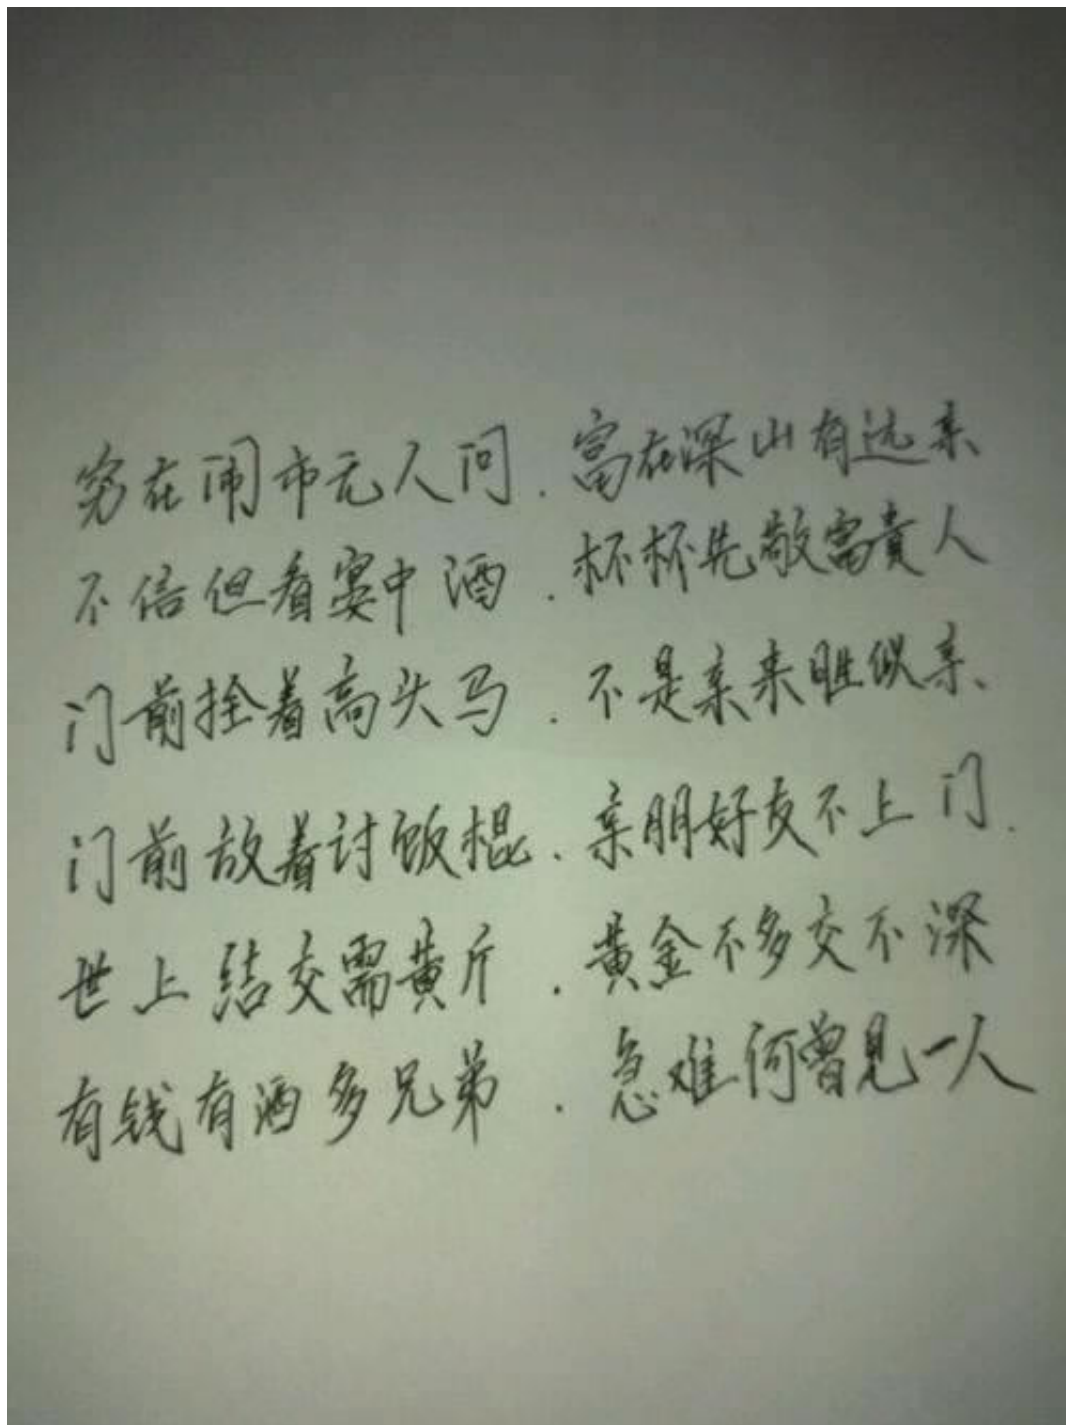 穷在闹市无人问.富在深山有远亲
不信但看宴中酒.杯杯先敬富贵人
门前拴着高头马.不是亲来胜似亲、
门前放着讨饭棍.亲朋好友不上门.
世上结交需黄斤.黄金不多交不深
有钱有酒多兄弟.急难何曾见一人